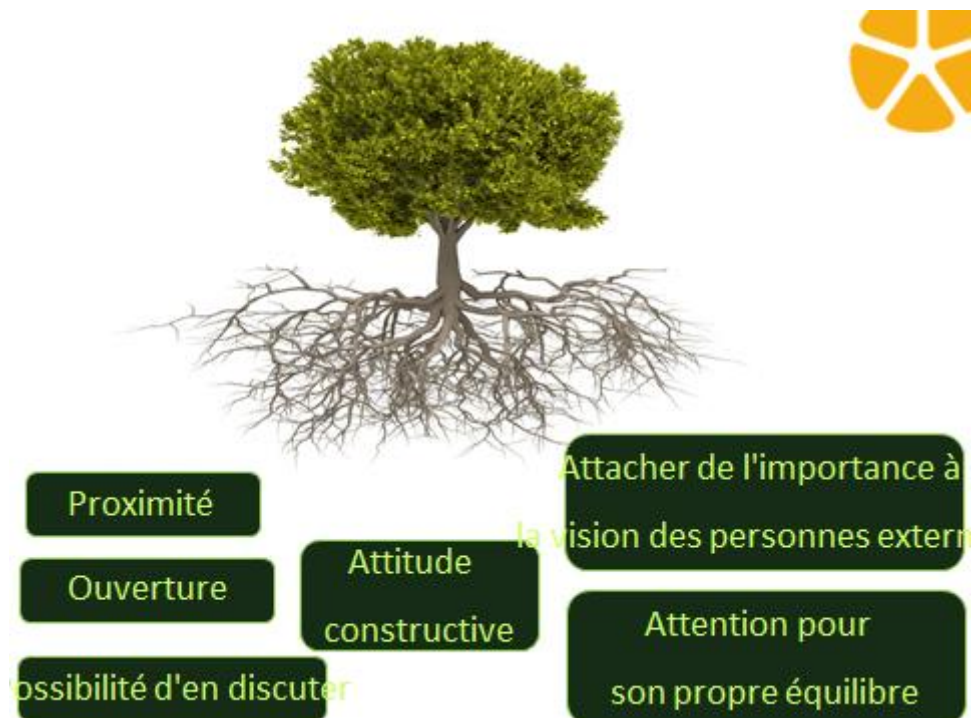 Proximité
Ouverture
ossibilité d'en discuter
Attitude
constructive
Attacher de l'importance à
la vision des personnes extern
Attention pour
son propre équilibre